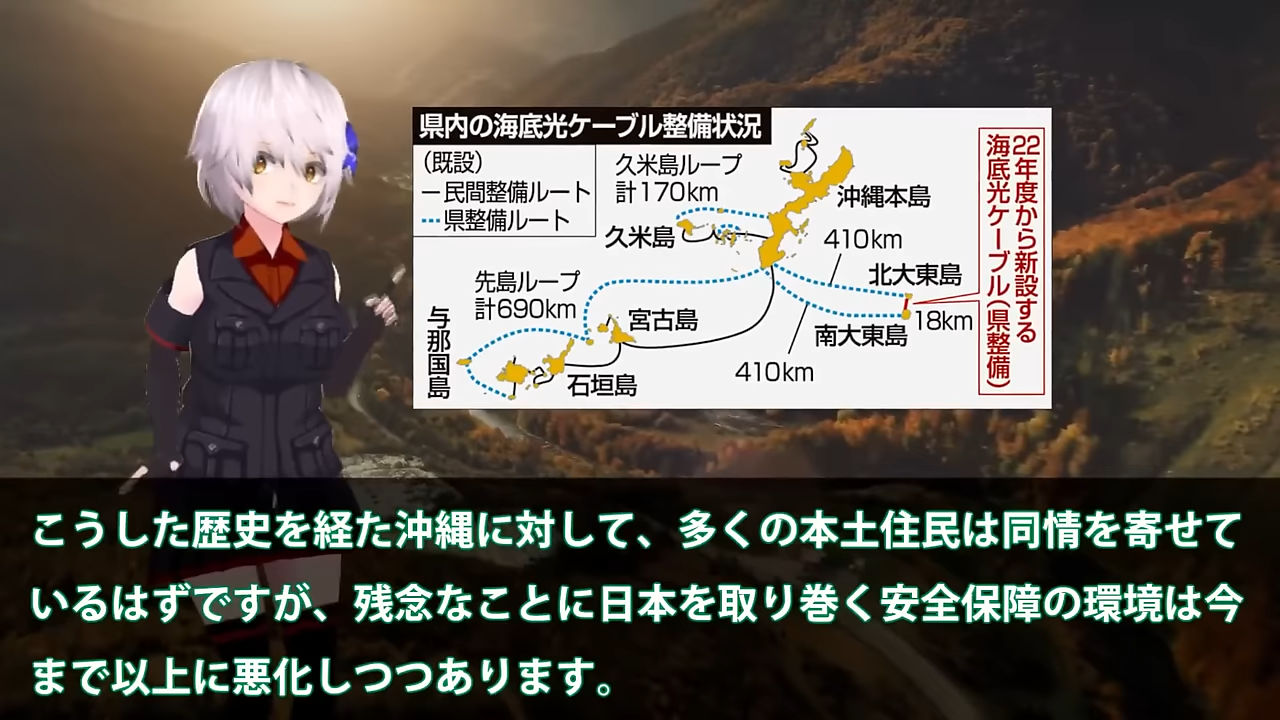 県内の海底光ケーブル整備状況
(既設)
ー民間整備ルート
…県整備ルート
久米島ループ
計170km
沖縄本島
久米島
410km
北大東島
先島ループ
計690km
18km
宮古島
南大東島
与那国島
410km
石垣島
22年度から新設する
海底光ケーブル(県整備)
こうした歴史を経た沖縄に対して、多くの本土住民は同情を寄せて
いるはずですが、残念なことに日本を取り巻く安全保障の環境は今
まで以上に悪化しつつあります。